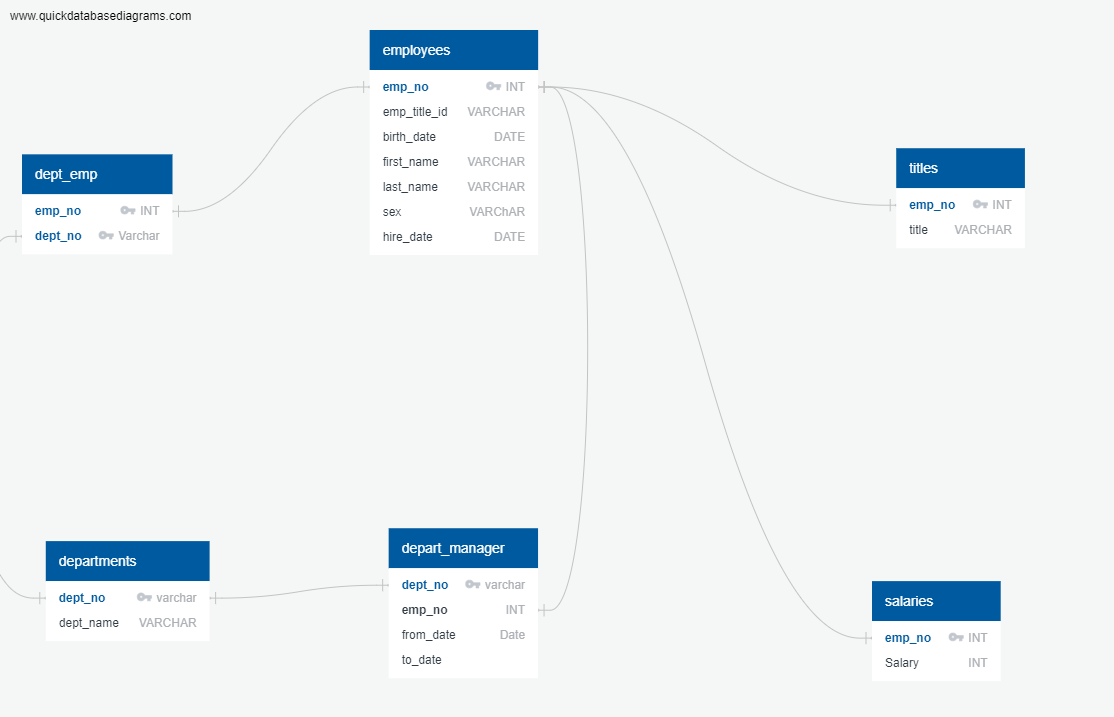 www.quickdatabasediagrams.com
employees
emp_no INT
emp_title_id VARCHAR
birth_date DATE
first_name VARCHAR
last_name VARCHAR
sex VARChAR
hire_date DATE
dept_emp
emp_no INT
dept_no Varchar
titles
emp_no INT
title VARCHAR
departments
dept_no varchar
dept_name VARCHAR
depart_manager
dept_no varchar
emp_no INT
from_date Date
to_date
salaries
emp_no INT
Salary INT